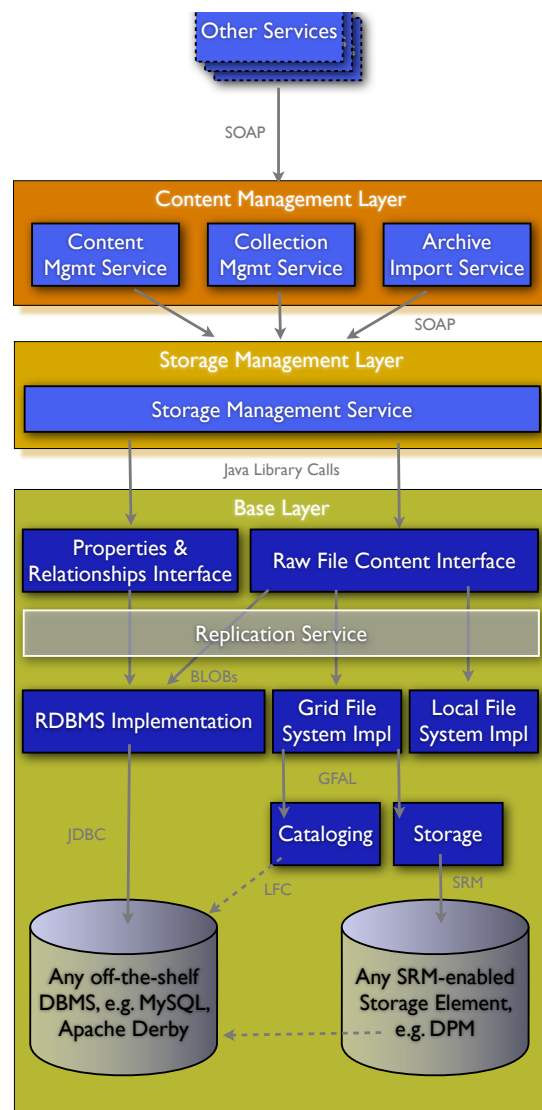 Other Services
SOAP
Content Management Layer
Content
Mgmt Service
Collection
Mgmt Service
Archive
Import Service
SOAP
Storage Management Layer
Storage Management Service
Java Library Calls
Base Layer
Properties &
Relationships Interface
Raw File Content Interface
Replication Service
BLOBs
RDBMS Implementation
Grid File
System Impl
Local File
System Impl
GFAL
JDBC
Cataloging
Storage
LFC
SRM
Any off-the-shelf
DBMS, e.g. MySQL,
Apache Derby
Any SRM-enabled
Storage Element,
e.g. DPM